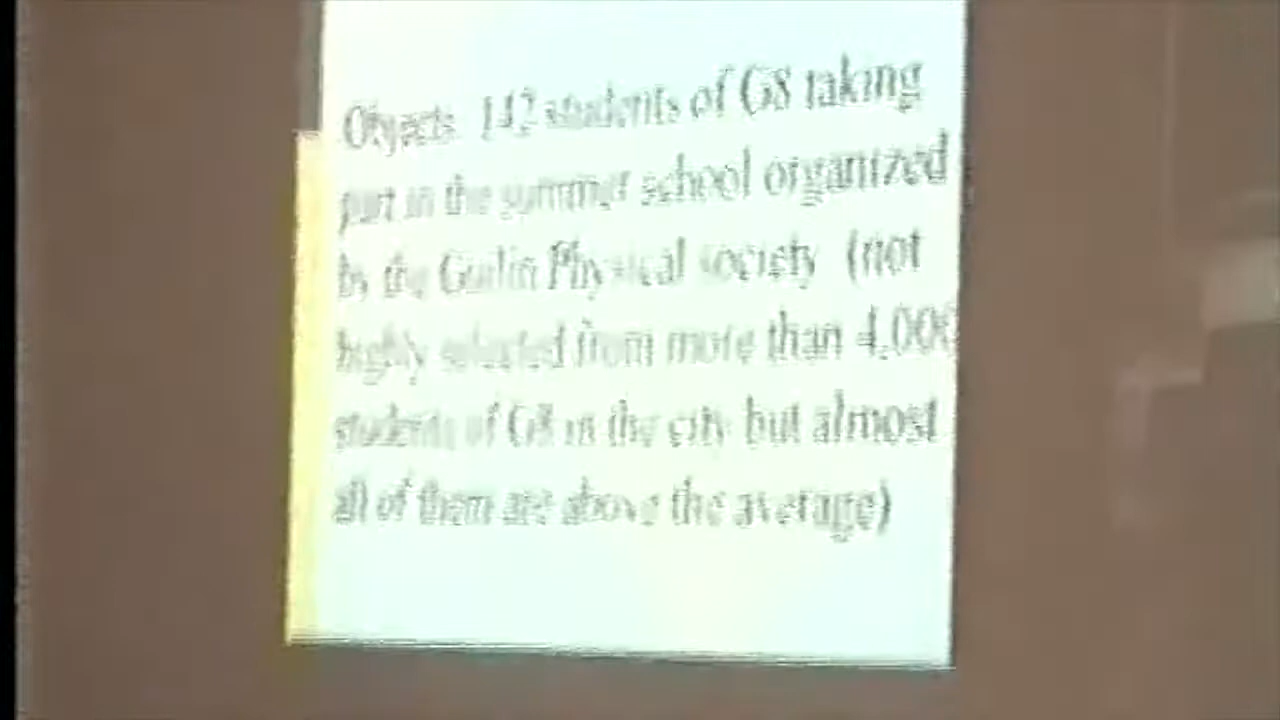 Objects: 142 students of G8 taking
part in the summer school organized
by the Guilin Physical society (not
highly selected from more than 4,000
students of G8 in the city but almost
all of them are above the average)